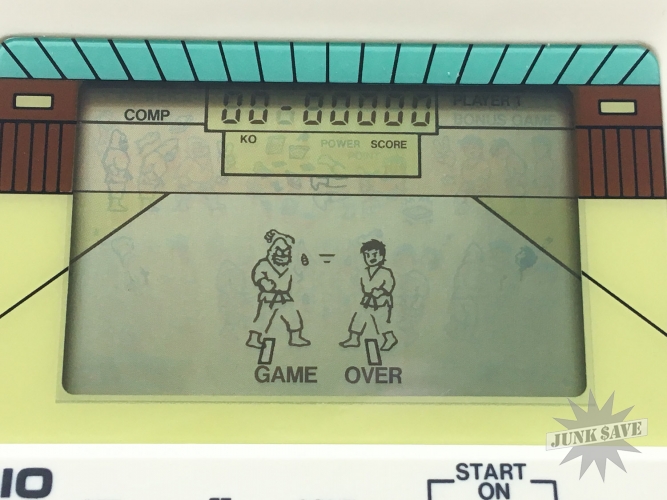 00-00000
PLAYER 1
COMP
BONUS GAME
KO POWER SCORE
GAME OVER
JUNK SAVE
IO
START
ON